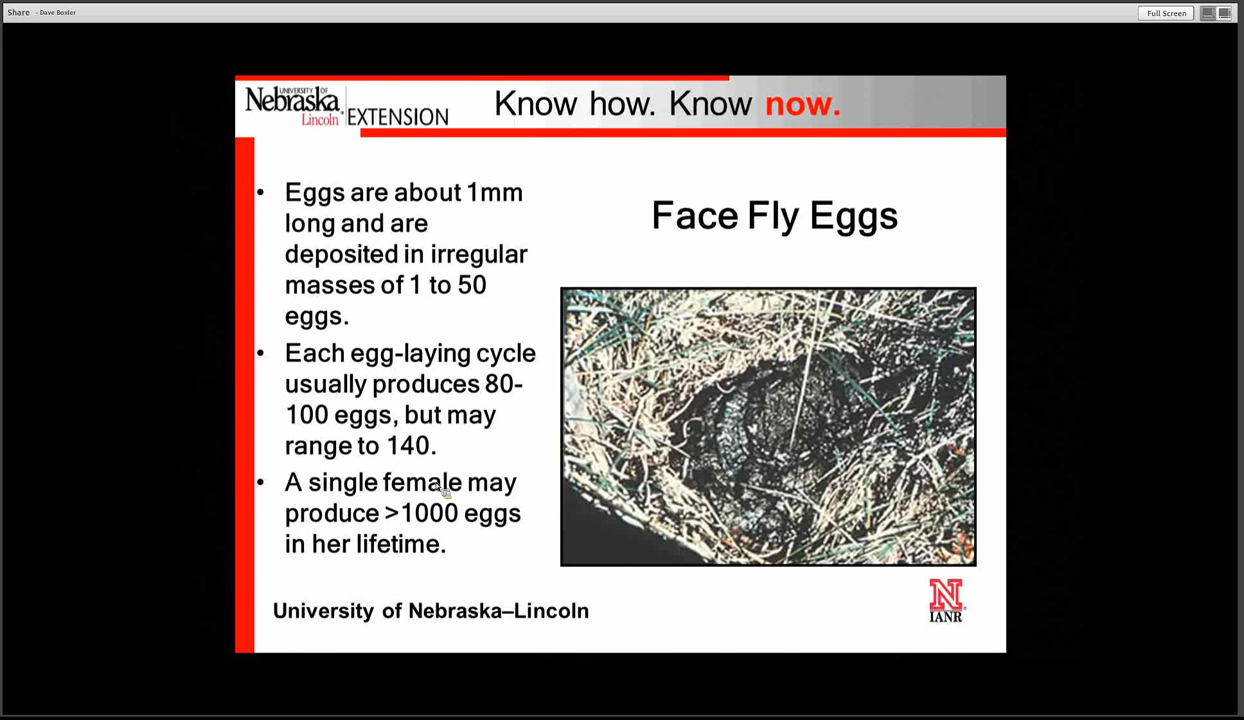 Share - Dave Boxler
Full Screen
UNIVERSITY OF
Nebraska
Lincoln
EXTENSION
Know how. Know now.
• Eggs are about 1mm
long and are
deposited in irregular
masses of 1 to 50
eggs.
• Each egg-laying cycle
usually produces 80-
100 eggs, but may
range to 140.
• A single female may
produce >1000 eggs
in her lifetime.
Face Fly Eggs
University of Nebraska–Lincoln
N
IANR